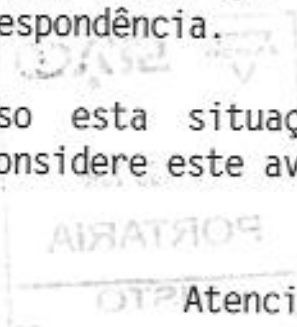 espondência.
so esta situaç
onsidere este av
PORTARIA
Atenci